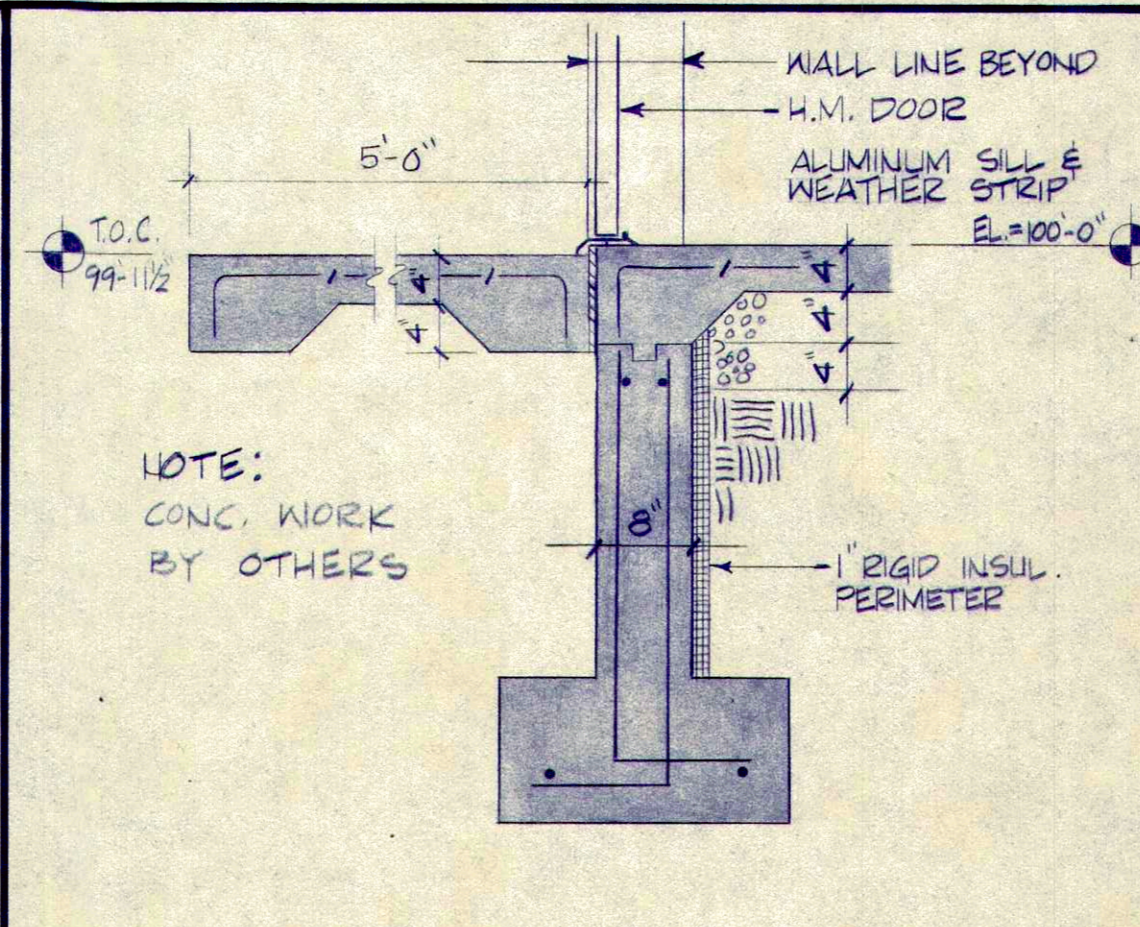 WALL LINE BEYOND
H.M. DOOR
5'-0"
ALUMINUM SILL &
WEATHER STRIP
T.O.C.
99'-11½"
EL.=100'-0"
4"
4"
4"
4"
4"
NOTE:
CONC. WORK
BY OTHERS
8"
1" RIGID INSUL.
PERIMETER